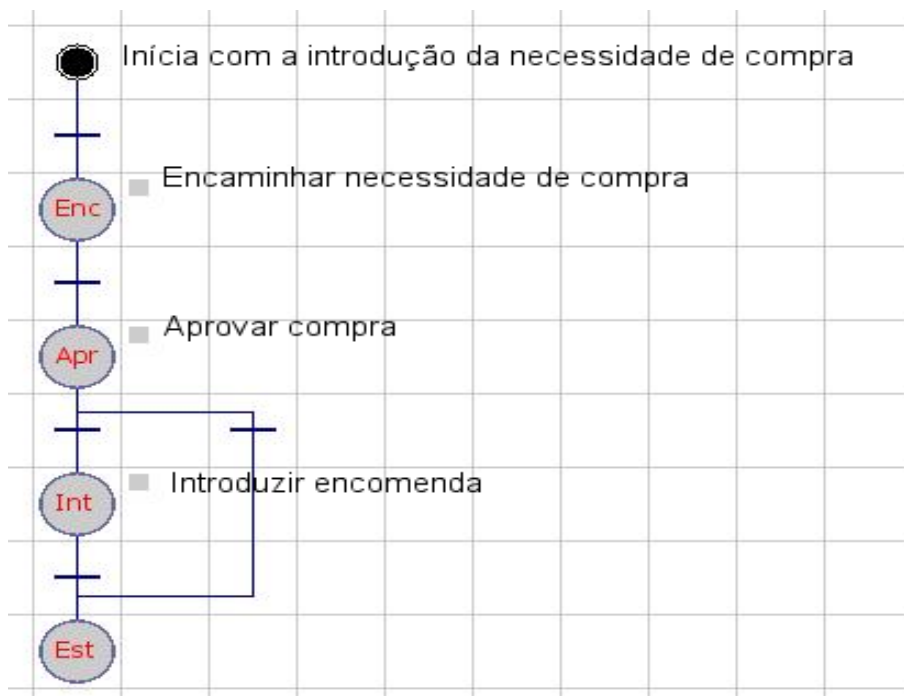 Inícia com a introdução da necessidade de compra
Encaminhar necessidade de compra
Enc
Aprovar compra
Apr
Introduzir encomenda
Int
Est